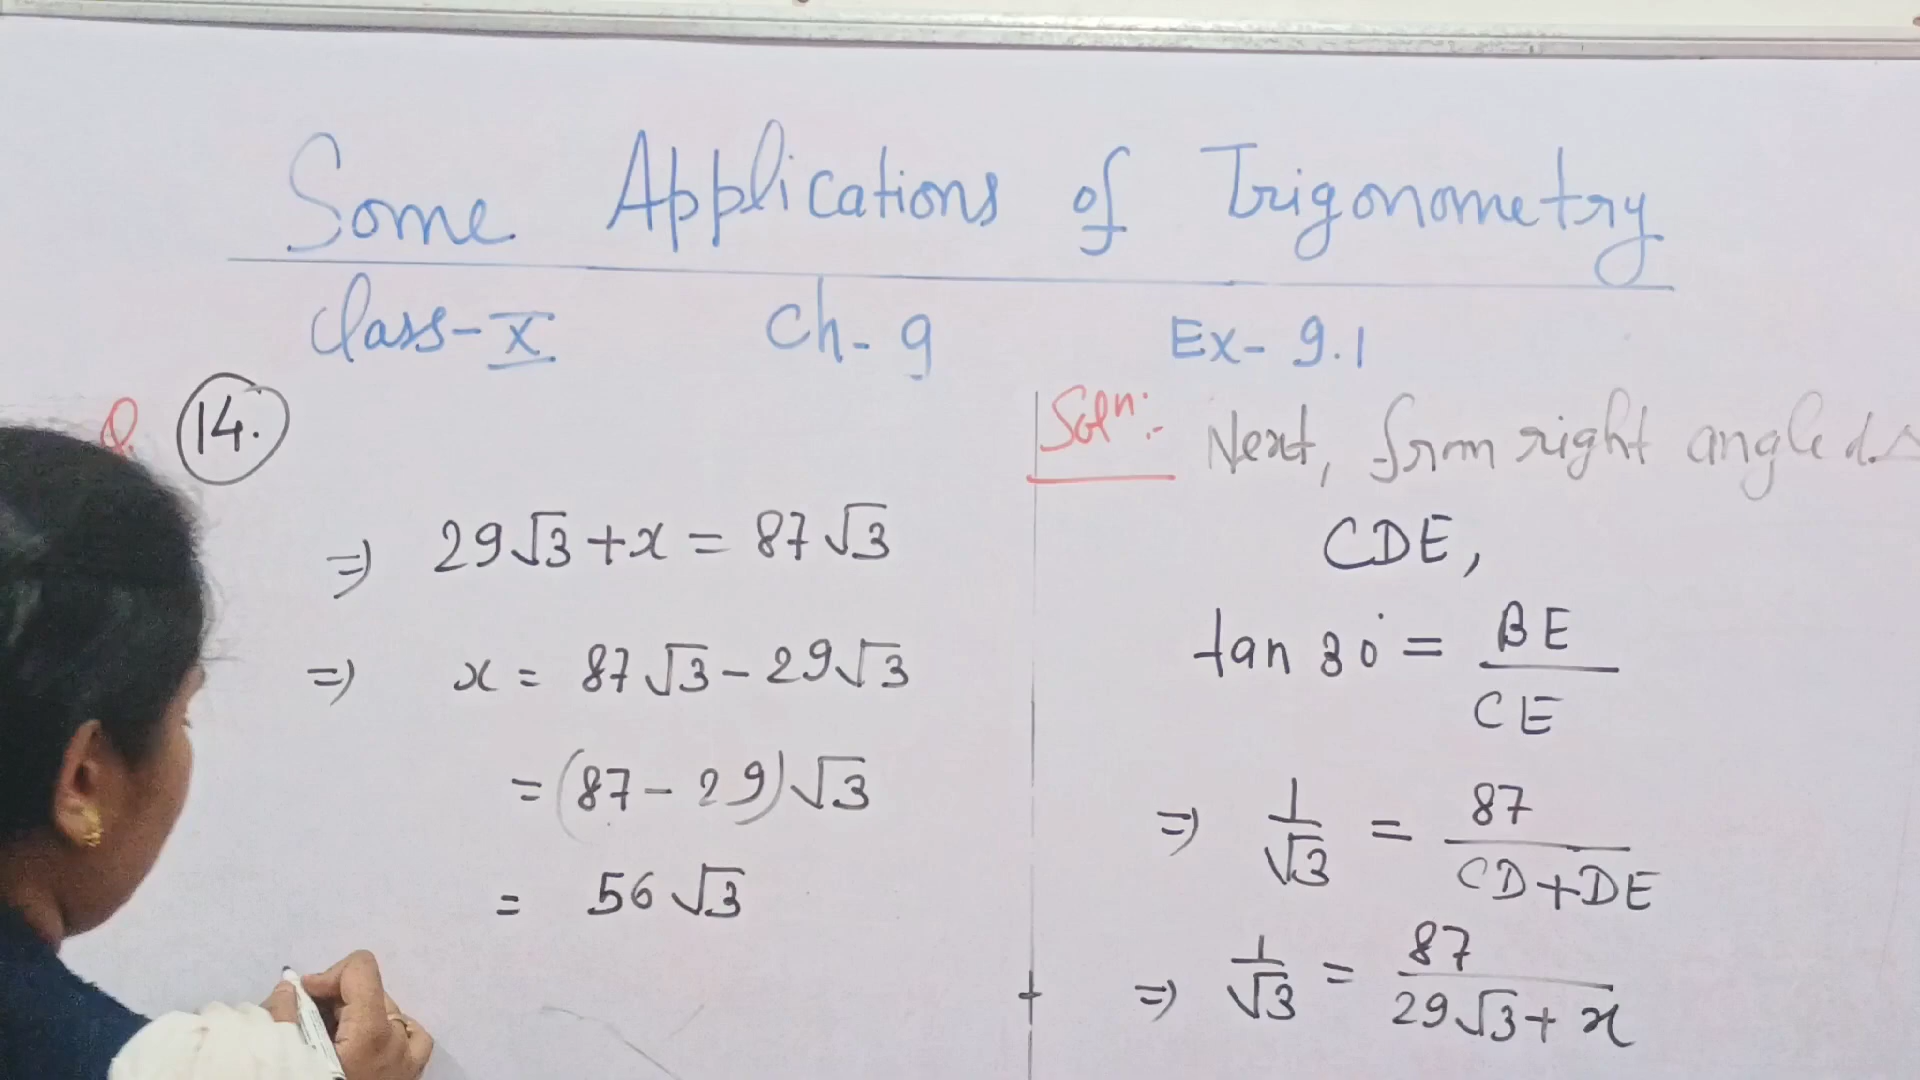 Some Applications of Trigonometry
Class-X Ch-9 Ex-9.1
Q. 14.
⇒ 29√3+x = 87√3
⇒ x = 87√3-29√3
= (87-29)√3
= 56√3
Soln:- Next, from right angled △
CDE,
tan 30° = BE/CE
⇒ 1/√3 = 87/CD+DE
⇒ 1/√3 = 87/29√3+x